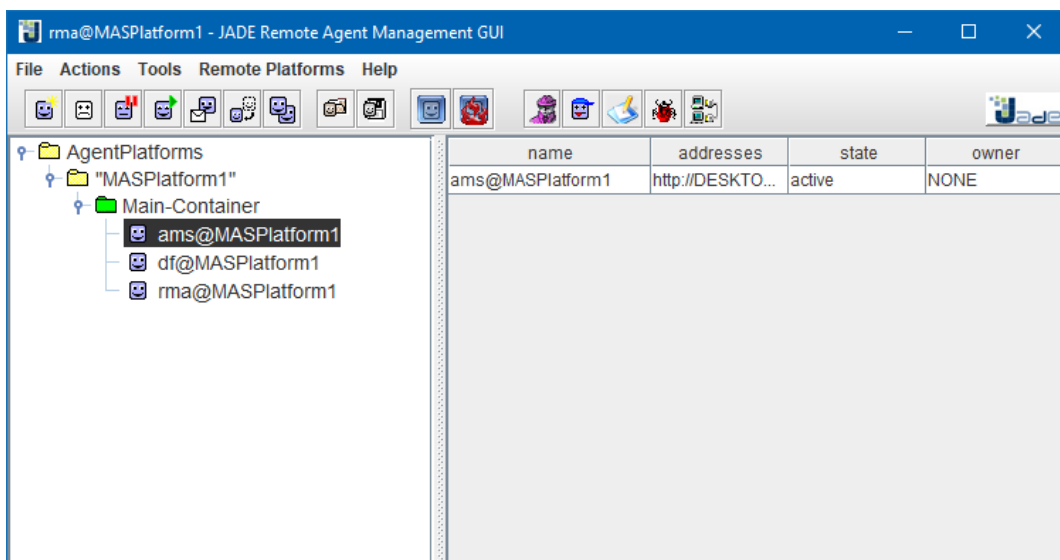 rma@MASPlatform1 - JADE Remote Agent Management GUI
File Actions Tools Remote Platforms Help
Jade
AgentPlatforms
"MASPlatform1"
Main-Container
ams@MASPlatform1
df@MASPlatform1
rma@MASPlatform1
name addresses state owner
ams@MASPlatform1 http://DESKTO... active NONE